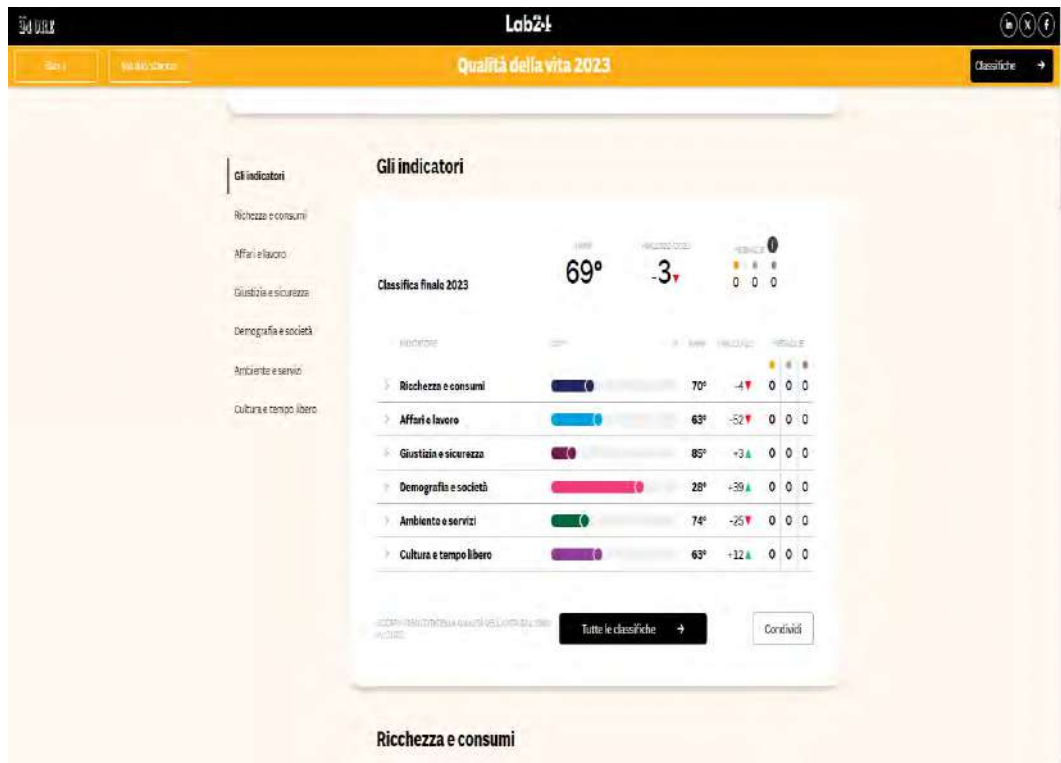 Lab24
Qualità della vita 2023
Classifiche →
Gli indicatori
Ricchezza e consumi
Affari e lavoro
Giustizia e sicurezza
Demografia e società
Ambiente e servizi
Cultura e tempo libero
Gli indicatori
Classifica finale 2023 69° -3
0 0 0
Ricchezza e consumi 70° -4 0 0 0
Affari e lavoro 63° -52 0 0 0
Giustizia e sicurezza 85° +3 0 0 0
Demografia e società 28° +39 0 0 0
Ambiente e servizi 74° -25 0 0 0
Cultura e tempo libero 63° +12 0 0 0
Tutte le classifiche →
Condividi
Ricchezza e consumi